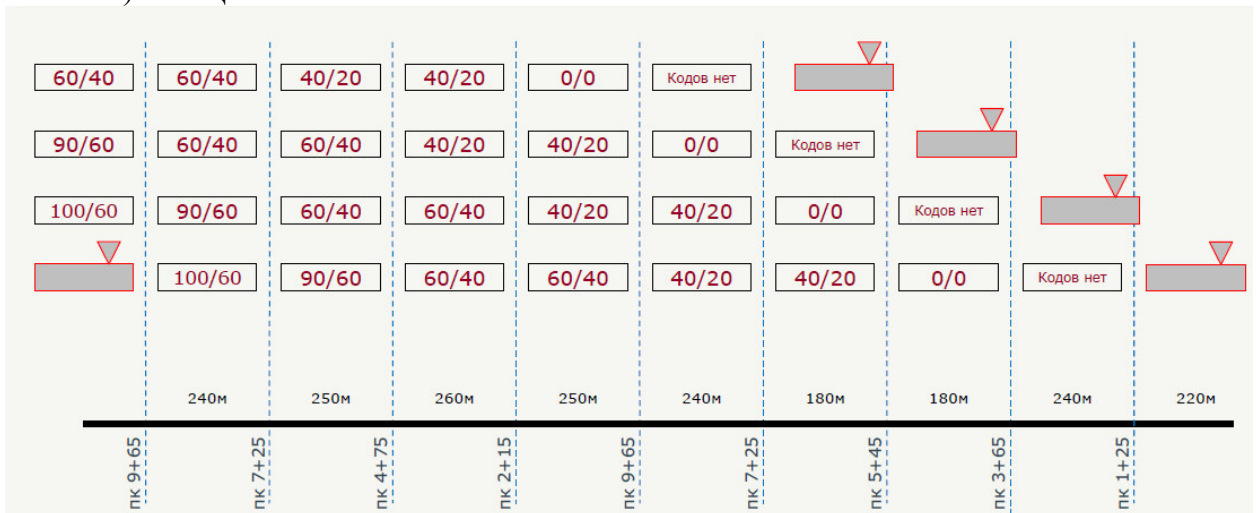 60/40 60/40 40/20 40/20 0/0 Кодов нет
90/60 60/40 60/40 40/20 40/20 0/0 Кодов нет
100/60 90/60 60/40 60/40 40/20 40/20 0/0 Кодов нет
100/60 90/60 60/40 60/40 40/20 40/20 0/0 Кодов нет
240м 250м 260м 250м 240м 180м 180м 240м 220м
пк 9+65 пк 7+25 пк 4+75 пк 2+15 пк 9+65 пк 7+25 пк 5+45 пк 3+65 пк 1+25